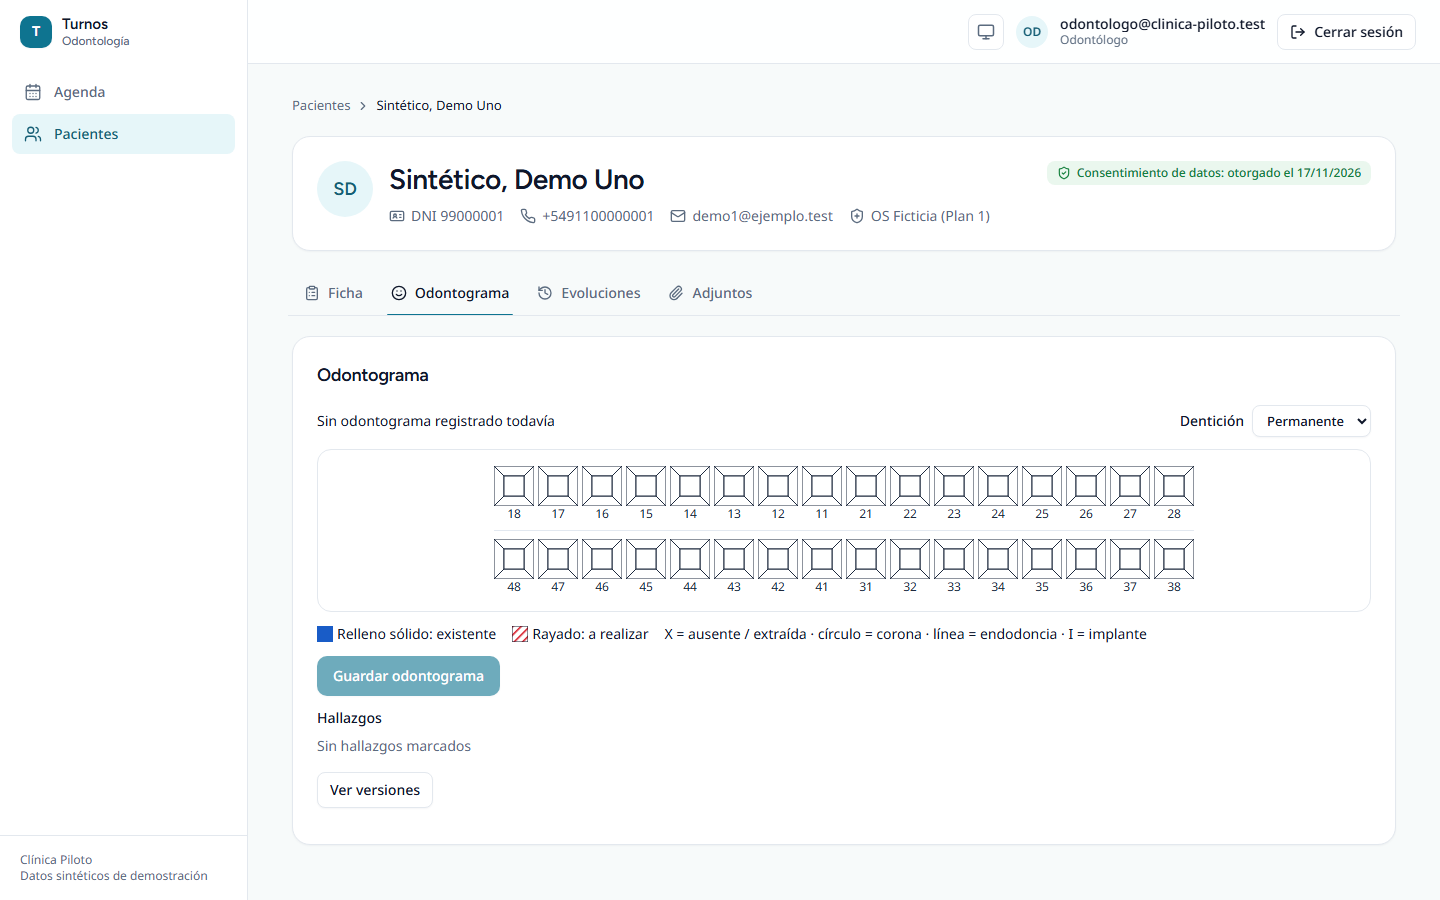 T
Turnos
Odontología
Agenda
Pacientes
OD
odontologo@clinica-piloto.test
Odontólogo
Cerrar sesión
Pacientes > Sintético, Demo Uno
SD
Sintético, Demo Uno
DNI 99000001 +5491100000001 demo1@ejemplo.test OS Ficticia (Plan 1)
Consentimiento de datos: otorgado el 17/11/2026
Ficha Odontograma Evoluciones Adjuntos
Odontograma
Sin odontograma registrado todavía
Dentición Permanente
18 17 16 15 14 13 12 11 21 22 23 24 25 26 27 28
48 47 46 45 44 43 42 41 31 32 33 34 35 36 37 38
Relleno sólido: existente Rayado: a realizar X = ausente / extraída · círculo = corona · línea = endodoncia · I = implante
Guardar odontograma
Hallazgos
Sin hallazgos marcados
Ver versiones
Clínica Piloto
Datos sintéticos de demostración